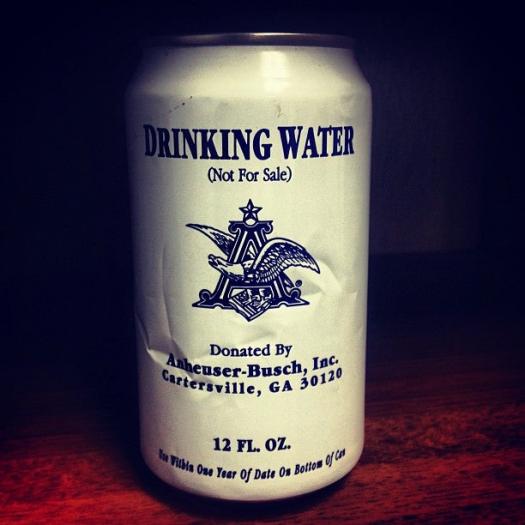 DRINKING WATER
(Not For Sale)
A
Donated By
Anheuser-Busch, Inc.
Cartersville, GA 30120
12 FL. OZ.
Use Within One Year Of Date On Bottom Of Can